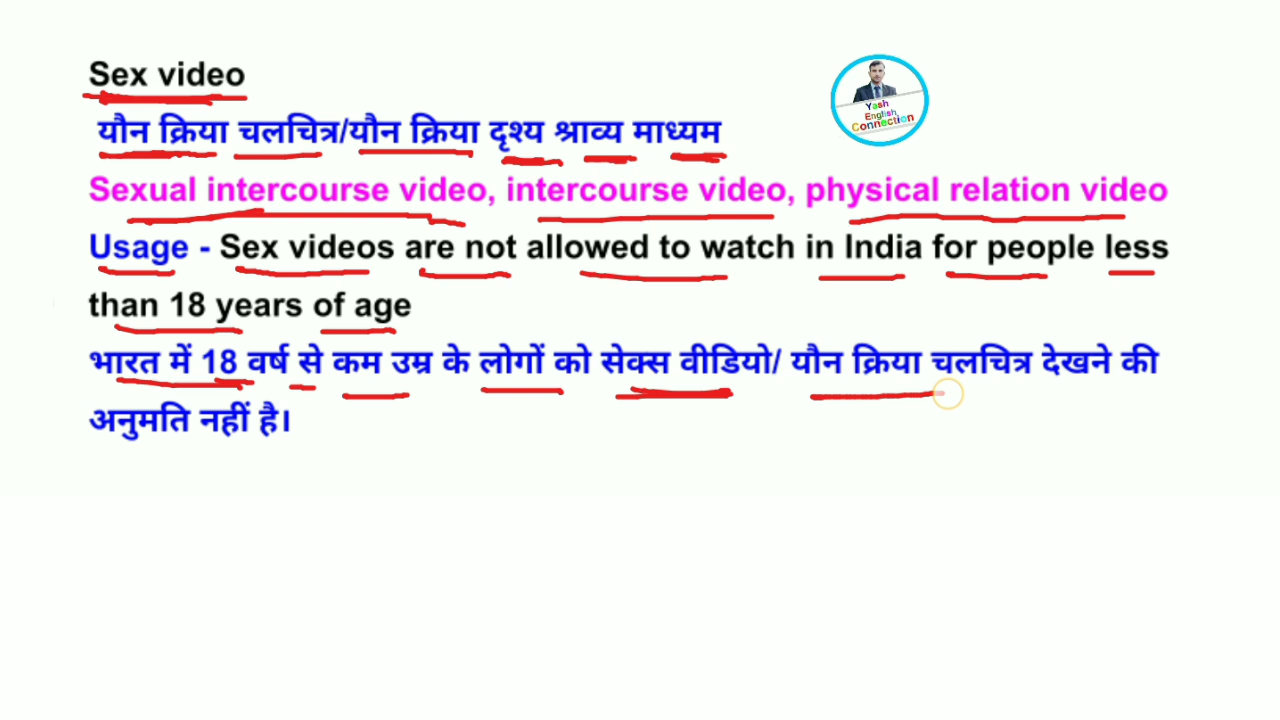 Sex video
यौन क्रिया चलचित्र/यौन क्रिया दृश्य श्राव्य माध्यम
Sexual intercourse video, intercourse video, physical relation video
Usage - Sex videos are not allowed to watch in India for people less
than 18 years of age
भारत में 18 वर्ष से कम उम्र के लोगों को सेक्स वीडियो/ यौन क्रिया चलचित्र देखने की
अनुमति नहीं है।
Yash
English
Connection